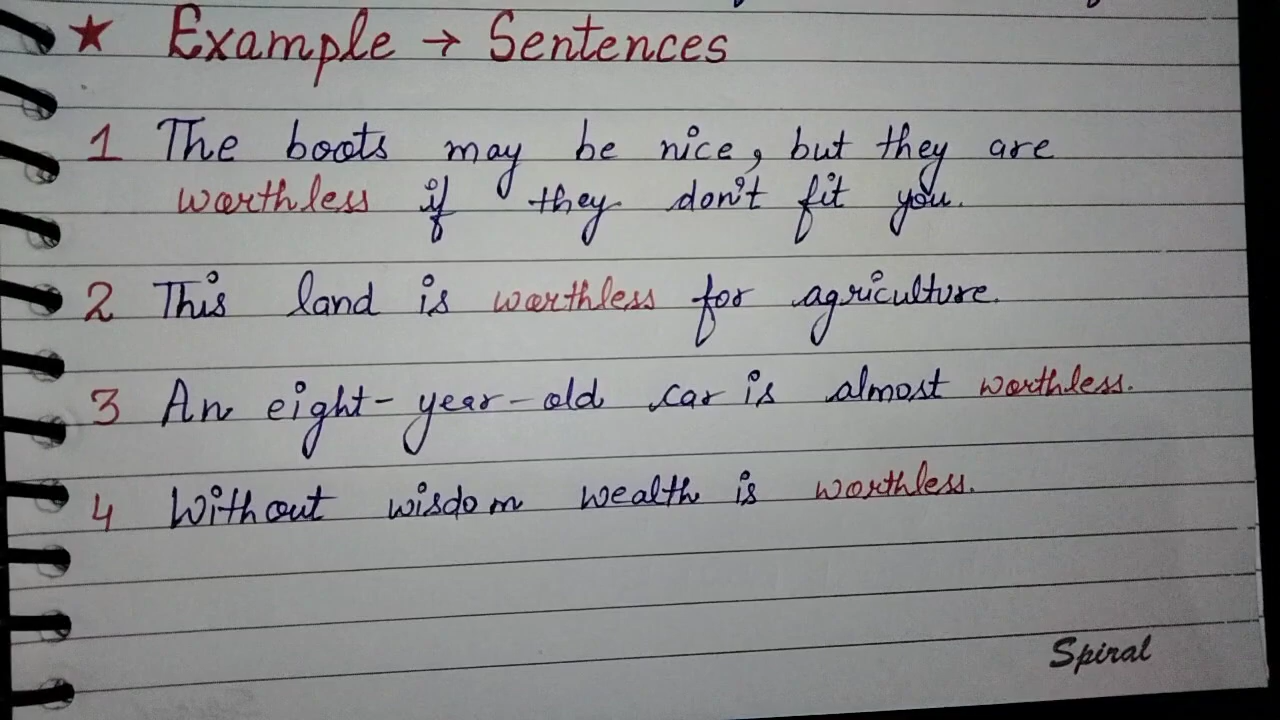 ★ Example → Sentences
1 The boots may be nice, but they are
worthless if they don't fit you.
2 This land is worthless for agriculture.
3 An eight-year-old car is almost worthless.
4 Without wisdom wealth is worthless.
Spiral